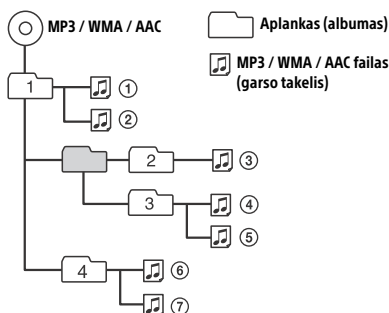 MP3 / WMA / AAC
Aplankas (albumas)
MP3 / WMA / AAC failas
(garso takelis)
1
①
②
2
③
3
④
⑤
4
⑥
⑦